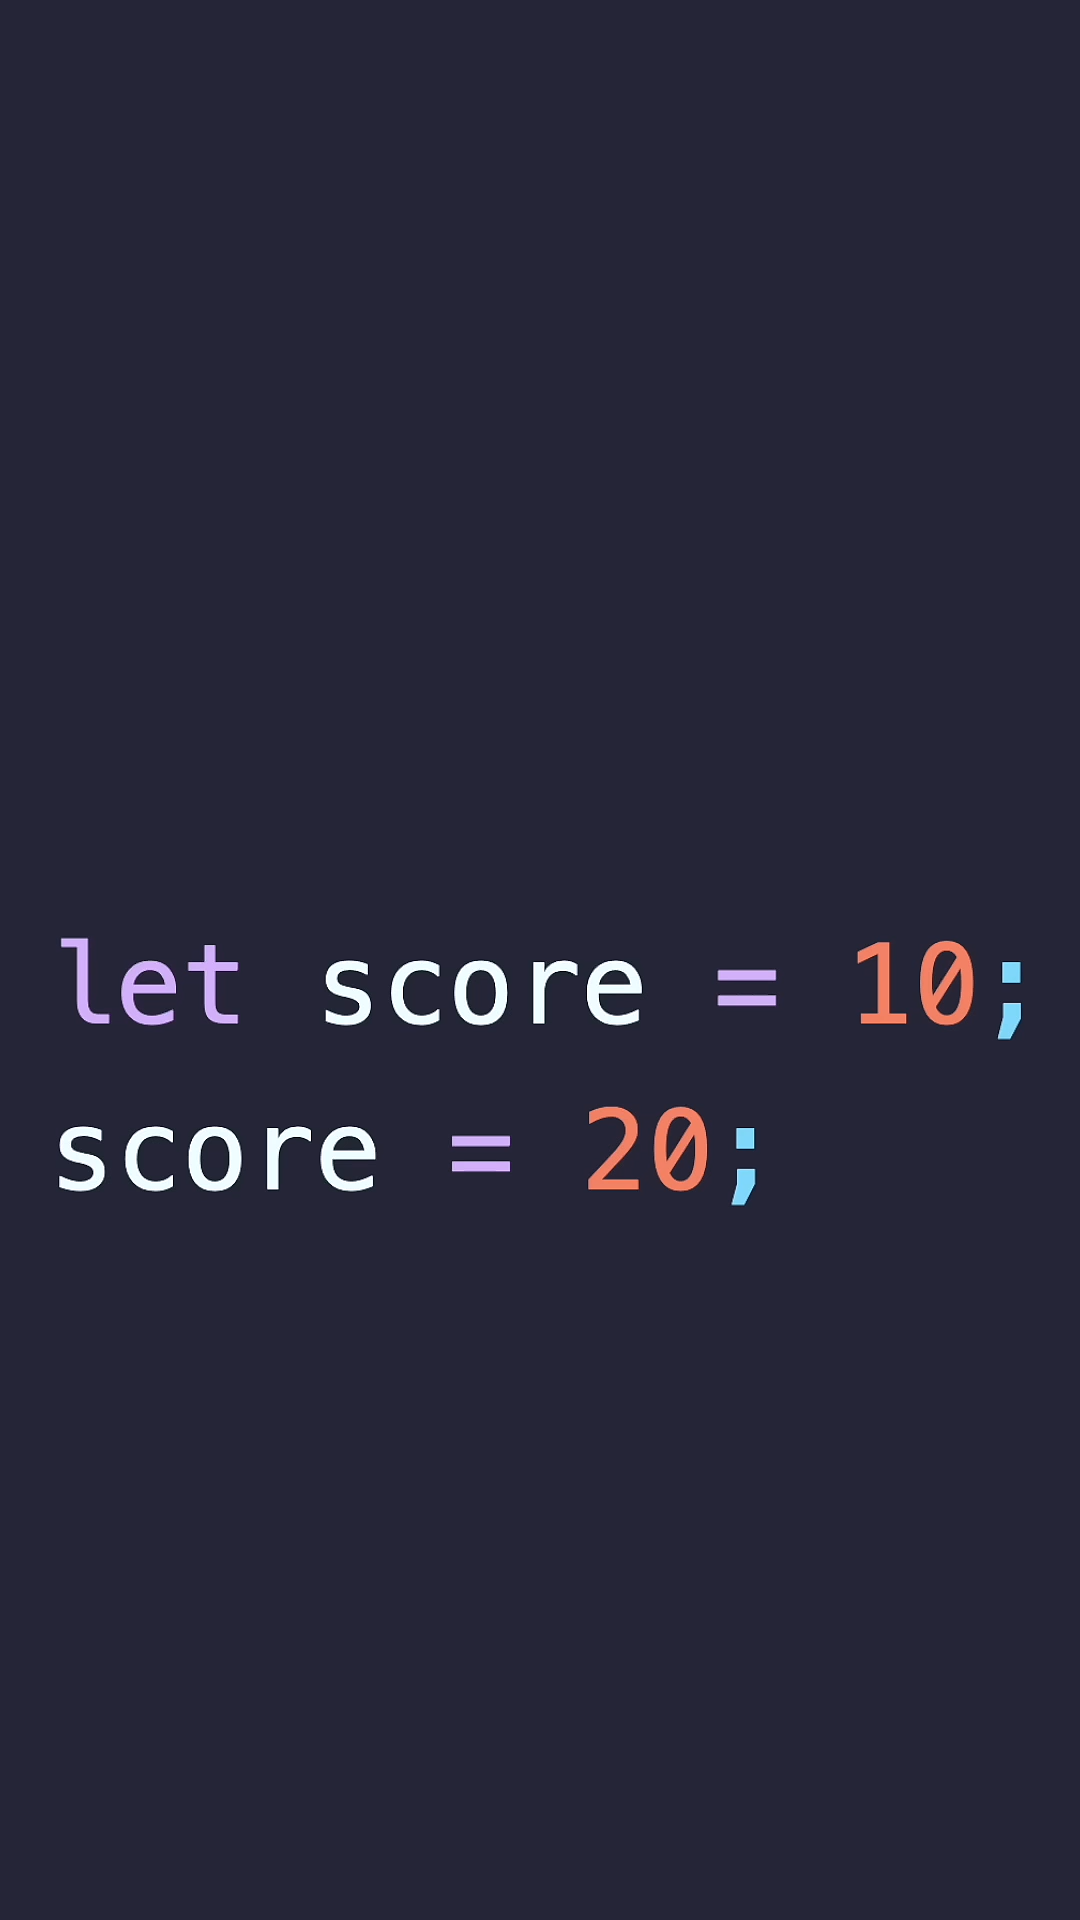 let score = 10;
score = 20;